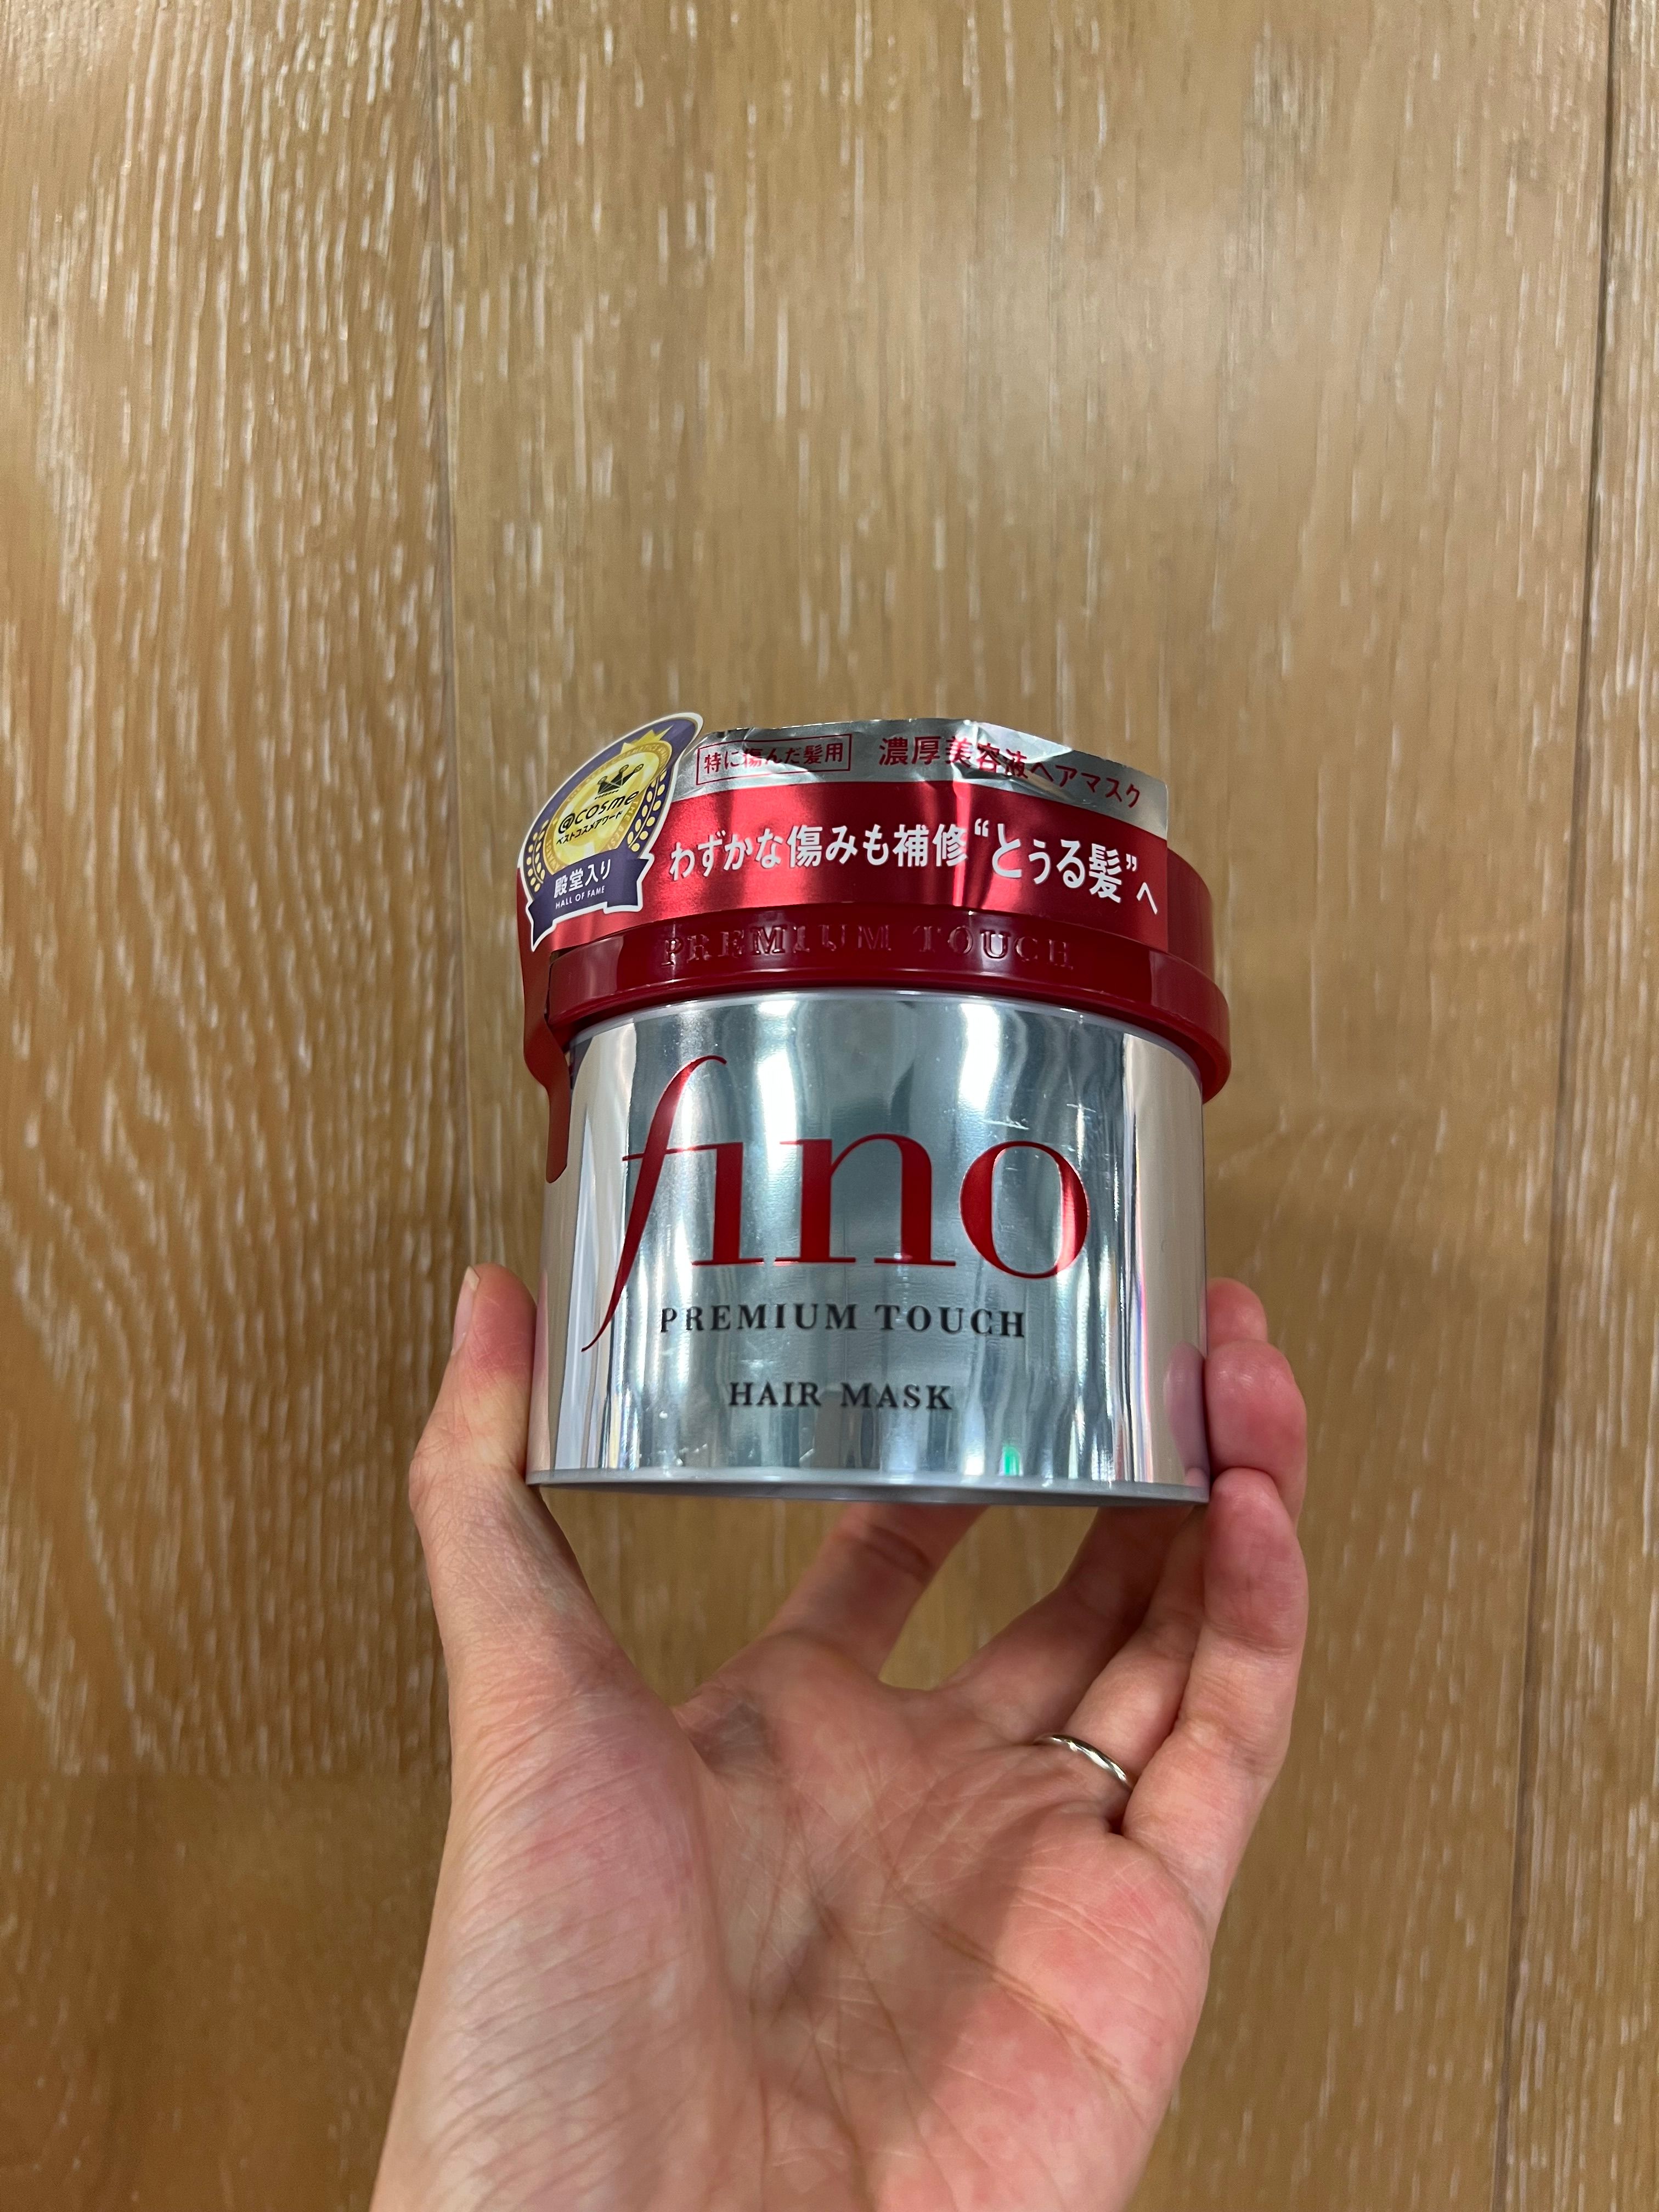 特に傷んだ髪用 濃厚美容液ヘアマスク
@cosme
ベストコスメアワード
殿堂入り
HALL OF FAME
わずかな傷みも補修“とぅる髪”へ
PREMIUM TOUCH
fino
PREMIUM TOUCH
HAIR MASK